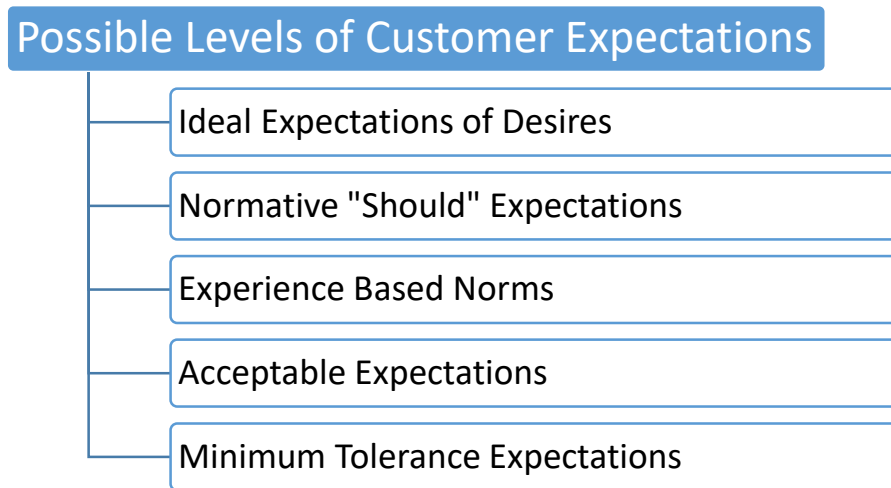 Possible Levels of Customer Expectations
Ideal Expectations of Desires
Normative "Should" Expectations
Experience Based Norms
Acceptable Expectations
Minimum Tolerance Expectations